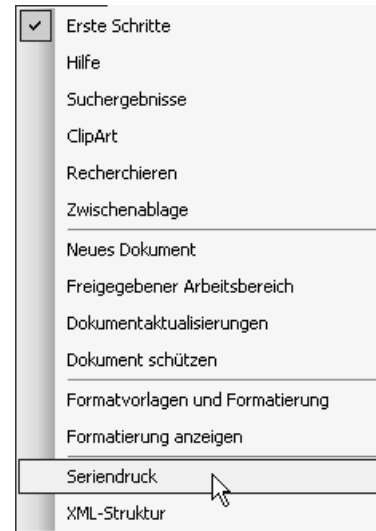 Erste Schritte
Hilfe
Suchergebnisse
ClipArt
Recherchieren
Zwischenablage
Neues Dokument
Freigegebener Arbeitsbereich
Dokumentaktualisierungen
Dokument schützen
Formatvorlagen und Formatierung
Formatierung anzeigen
Seriendruck
XML-Struktur